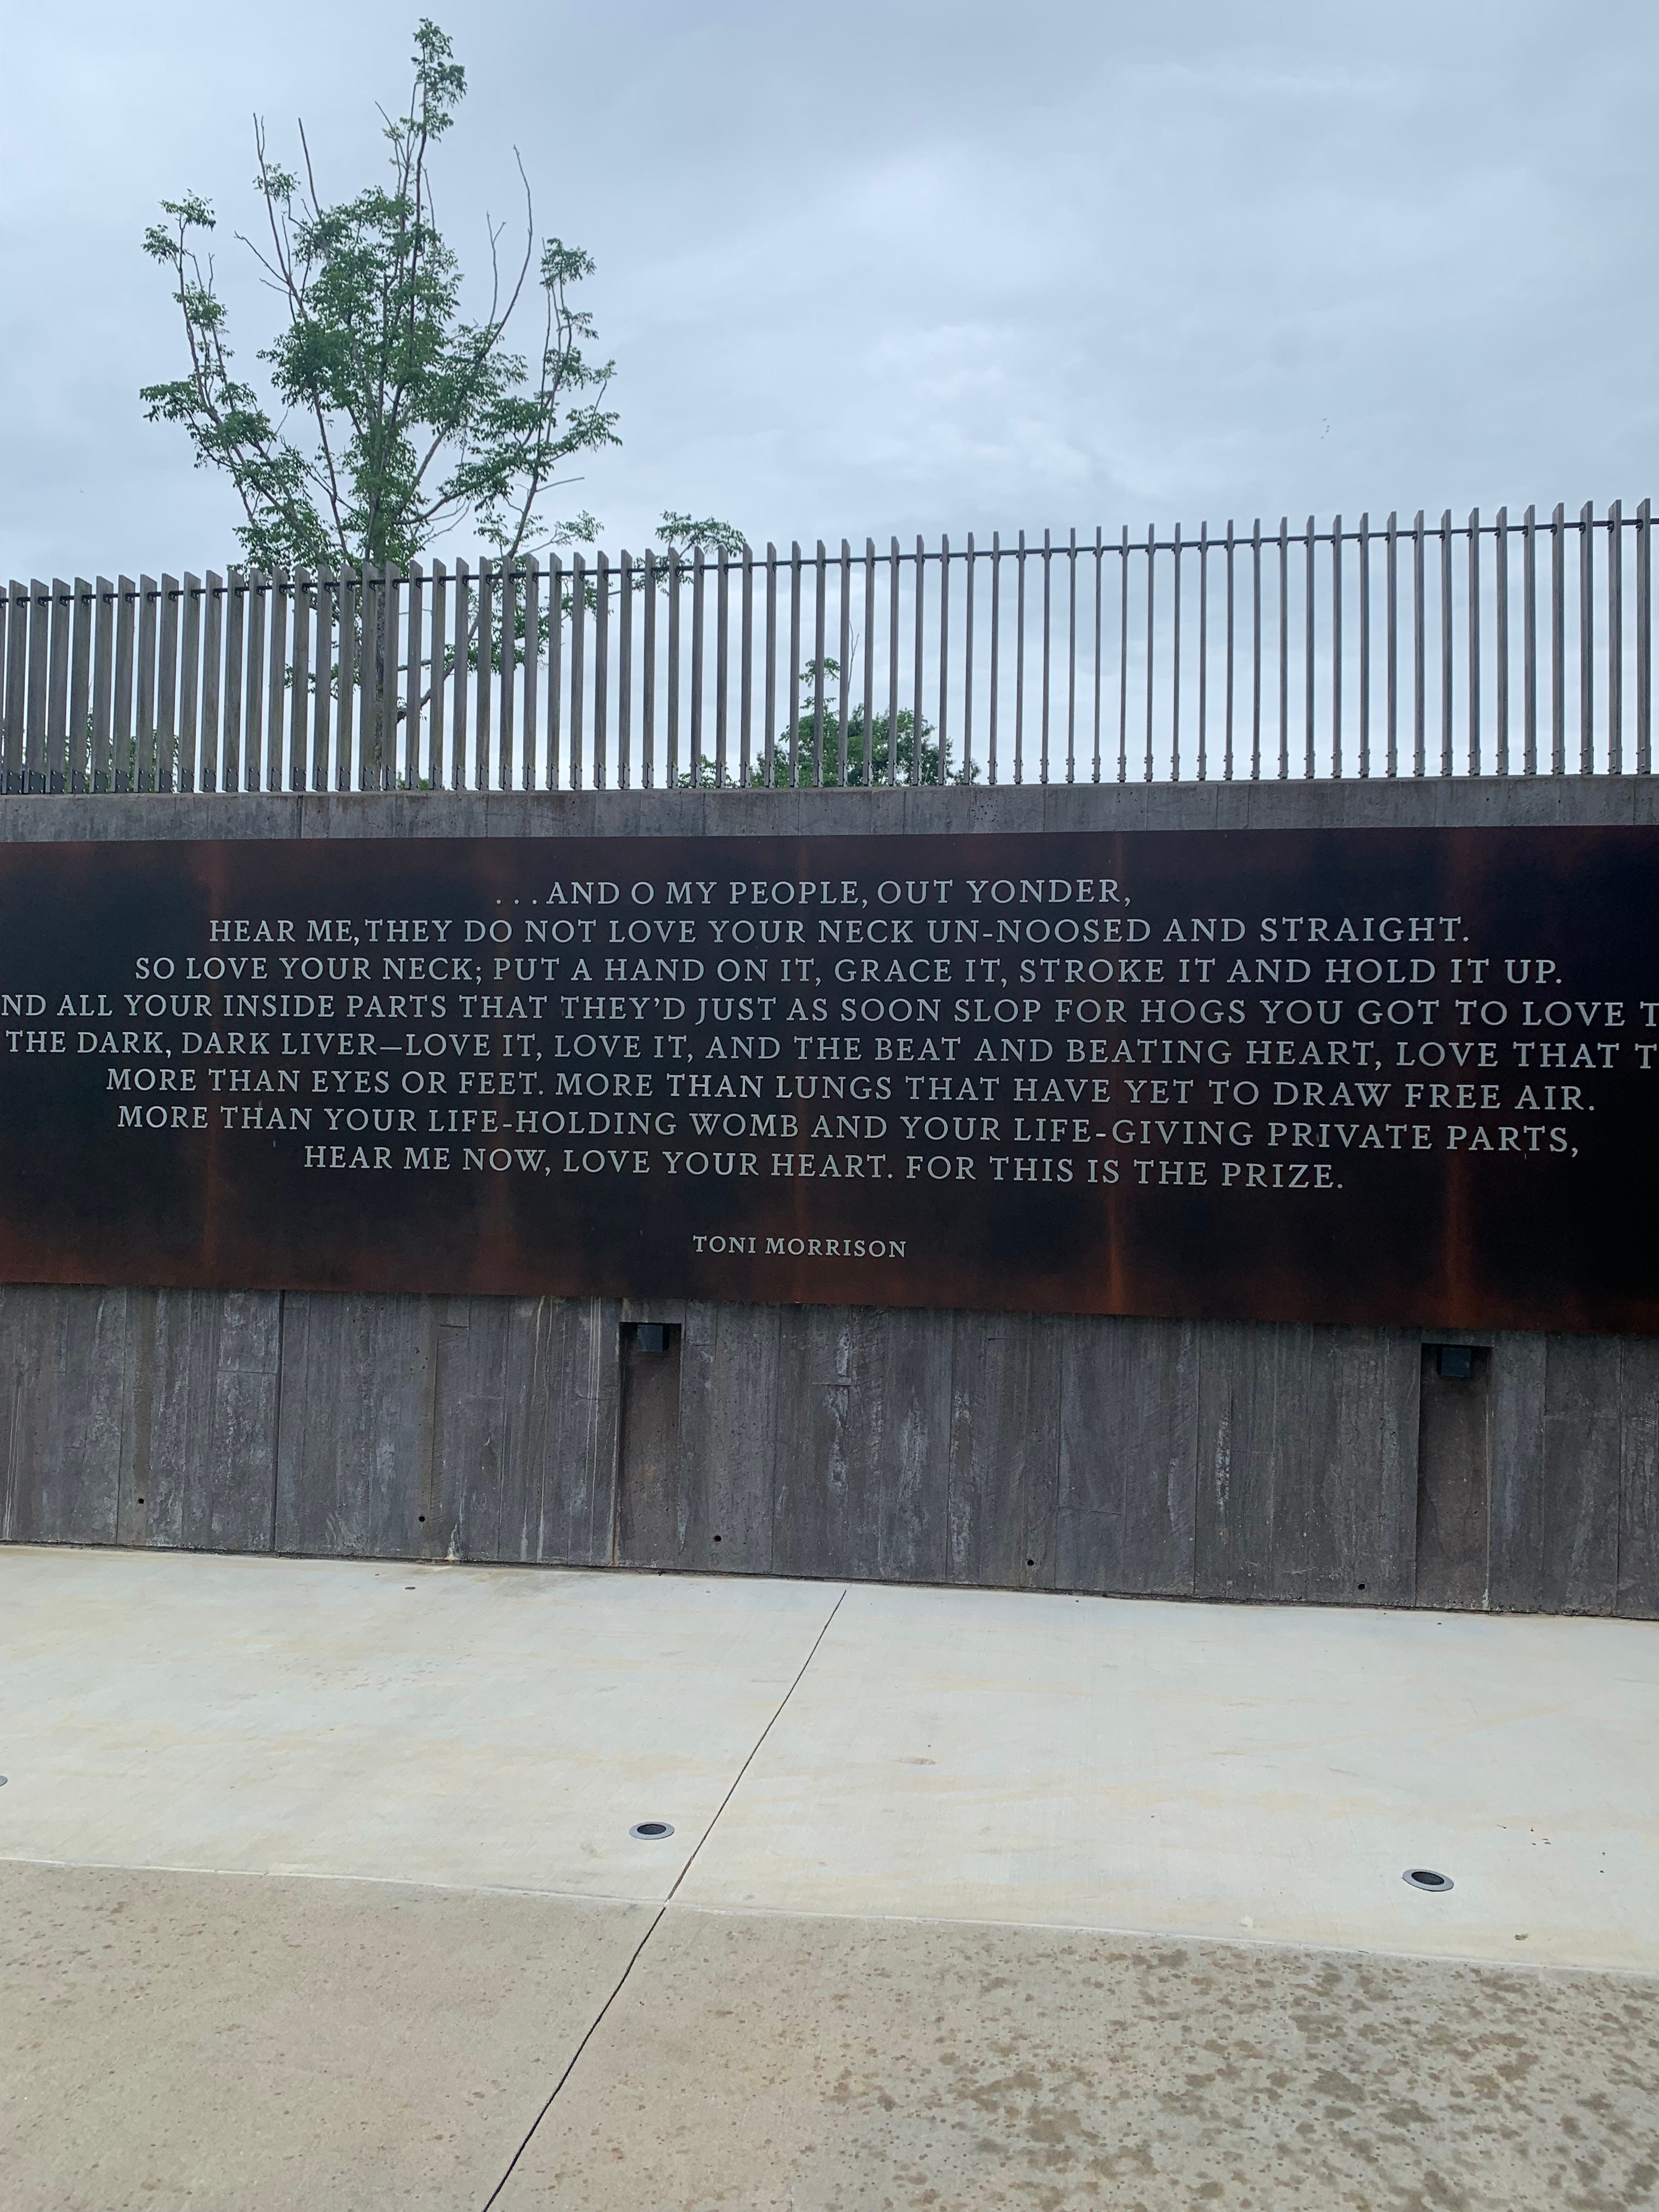 ...AND O MY PEOPLE, OUT YONDER,
HEAR ME, THEY DO NOT LOVE YOUR NECK UN-NOOSED AND STRAIGHT.
SO LOVE YOUR NECK; PUT A HAND ON IT, GRACE IT, STROKE IT AND HOLD IT UP.
ND ALL YOUR INSIDE PARTS THAT THEY'D JUST AS SOON SLOP FOR HOGS YOU GOT TO LOVE T
THE DARK, DARK LIVER—LOVE IT, LOVE IT, AND THE BEAT AND BEATING HEART, LOVE THAT T
MORE THAN EYES OR FEET. MORE THAN LUNGS THAT HAVE YET TO DRAW FREE AIR.
MORE THAN YOUR LIFE-HOLDING WOMB AND YOUR LIFE-GIVING PRIVATE PARTS,
HEAR ME NOW, LOVE YOUR HEART. FOR THIS IS THE PRIZE.
TONI MORRISON